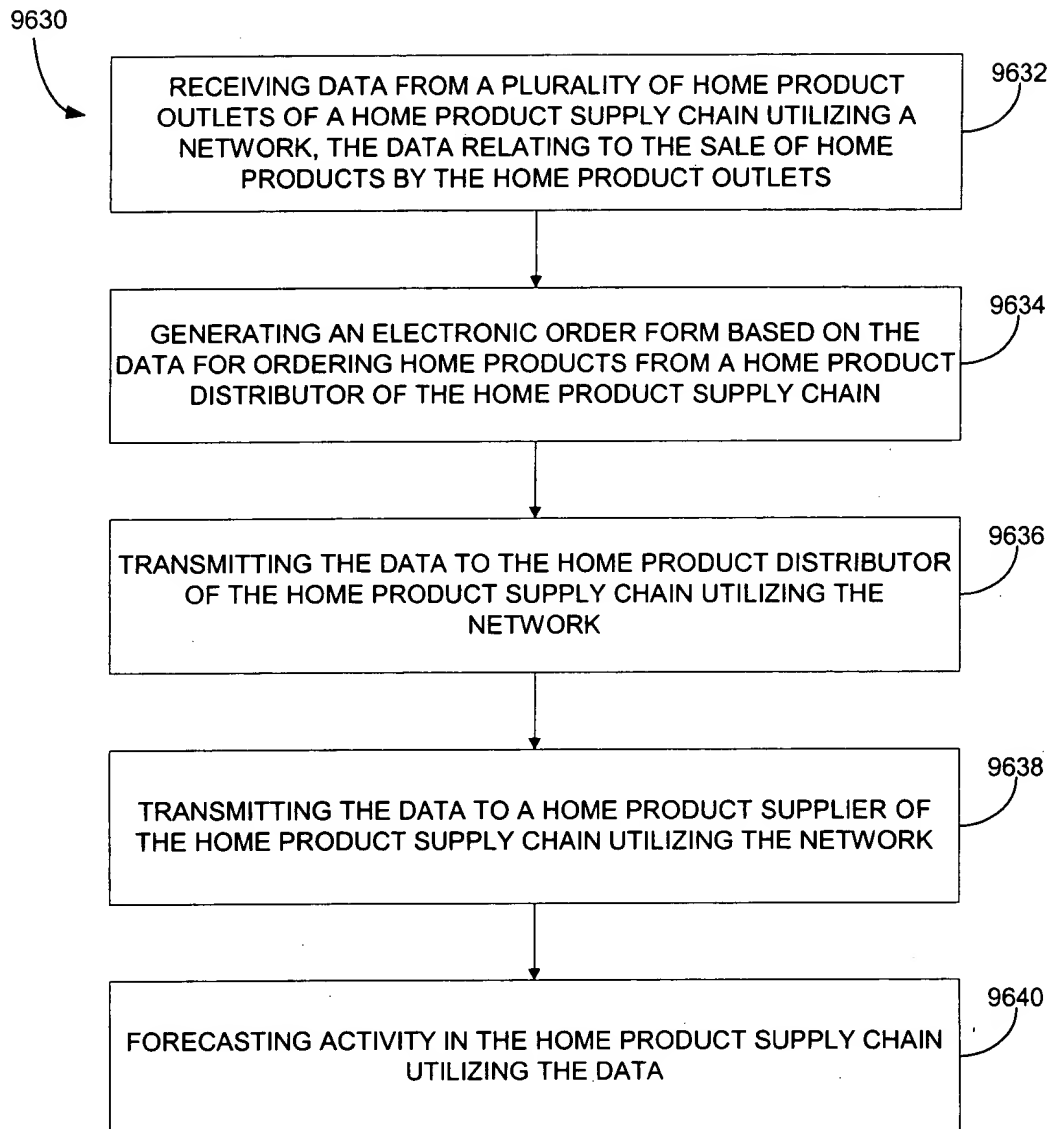 9630
RECEIVING DATA FROM A PLURALITY OF HOME PRODUCT
OUTLETS OF A HOME PRODUCT SUPPLY CHAIN UTILIZING A
NETWORK, THE DATA RELATING TO THE SALE OF HOME
PRODUCTS BY THE HOME PRODUCT OUTLETS
9632
GENERATING AN ELECTRONIC ORDER FORM BASED ON THE
DATA FOR ORDERING HOME PRODUCTS FROM A HOME PRODUCT
DISTRIBUTOR OF THE HOME PRODUCT SUPPLY CHAIN
9634
TRANSMITTING THE DATA TO THE HOME PRODUCT DISTRIBUTOR
OF THE HOME PRODUCT SUPPLY CHAIN UTILIZING THE
NETWORK
9636
TRANSMITTING THE DATA TO A HOME PRODUCT SUPPLIER OF
THE HOME PRODUCT SUPPLY CHAIN UTILIZING THE NETWORK
9638
FORECASTING ACTIVITY IN THE HOME PRODUCT SUPPLY CHAIN
UTILIZING THE DATA
9640